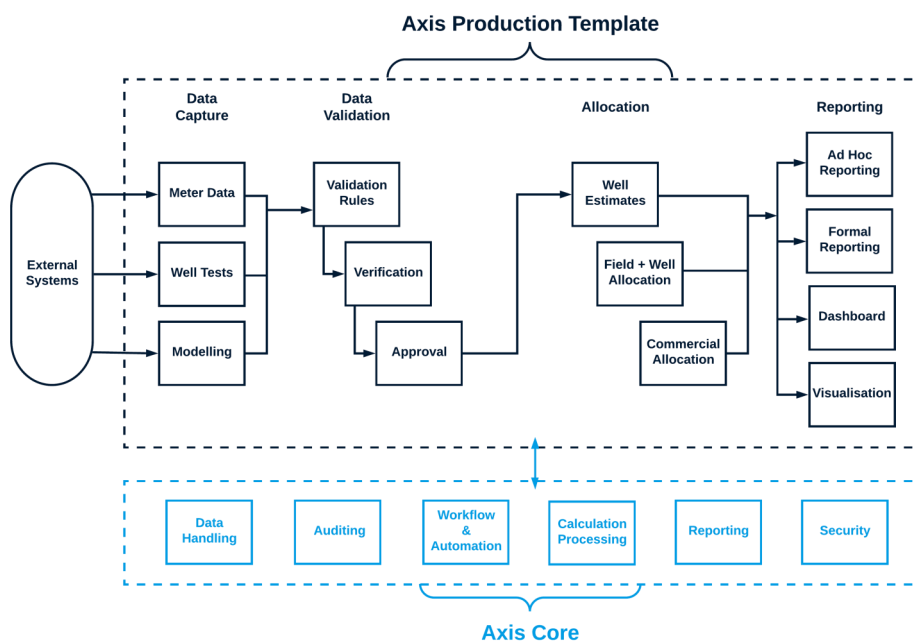 Axis Production Template
Data
Capture
Data
Validation
Allocation
Reporting
External
Systems
Meter Data
Well Tests
Modelling
Validation
Rules
Verification
Approval
Well
Estimates
Field + Well
Allocation
Commercial
Allocation
Ad Hoc
Reporting
Formal
Reporting
Dashboard
Visualisation
Data
Handling
Auditing
Workflow
&
Automation
Calculation
Processing
Reporting
Security
Axis Core